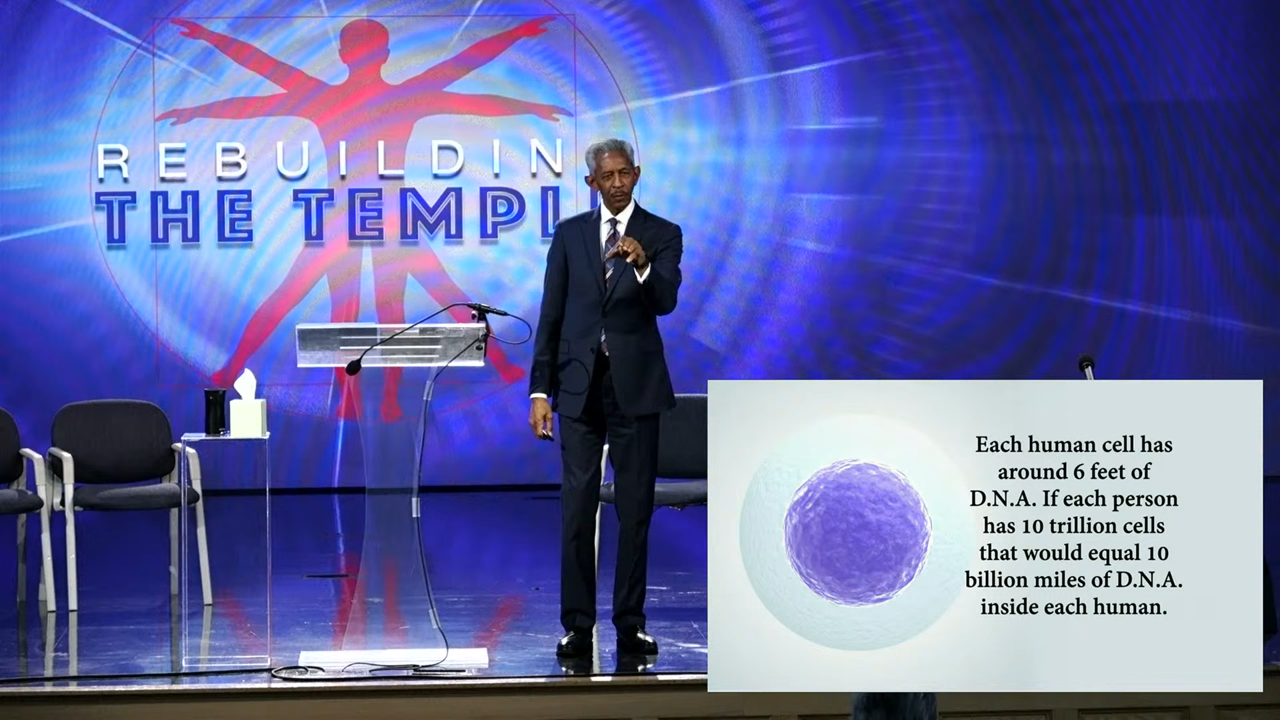 REBUILDIN
THE TEMPL
Each human cell has
around 6 feet of
D.N.A. If each person
has 10 trillion cells
that would equal 10
billion miles of D.N.A.
inside each human.